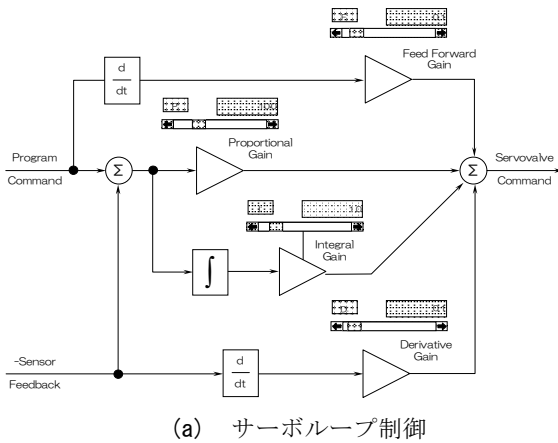 Feed Forward
Gain
d
dt
Proportional
Gain
Program
Command
Σ
Σ
Servovalve
Command
Integral
Gain
∫
-Sensor
Feedback
d
dt
Derivative
Gain
(a) サーボループ制御